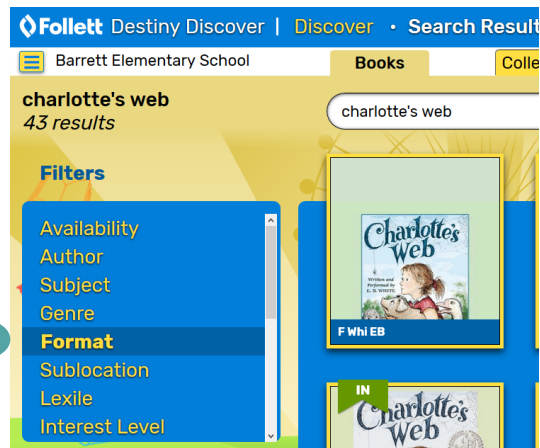 Follett Destiny Discover | Discover · Search Result
Barrett Elementary School
Books
Colle
charlotte's web
43 results
charlotte's web
Filters
Availability
Author
Subject
Genre
Format
Sublocation
Lexile
Interest Level
Charlotte's
Web
Written and
Performed by
E. B. WHITE
F Whi EB
IN
Charlotte's
Web